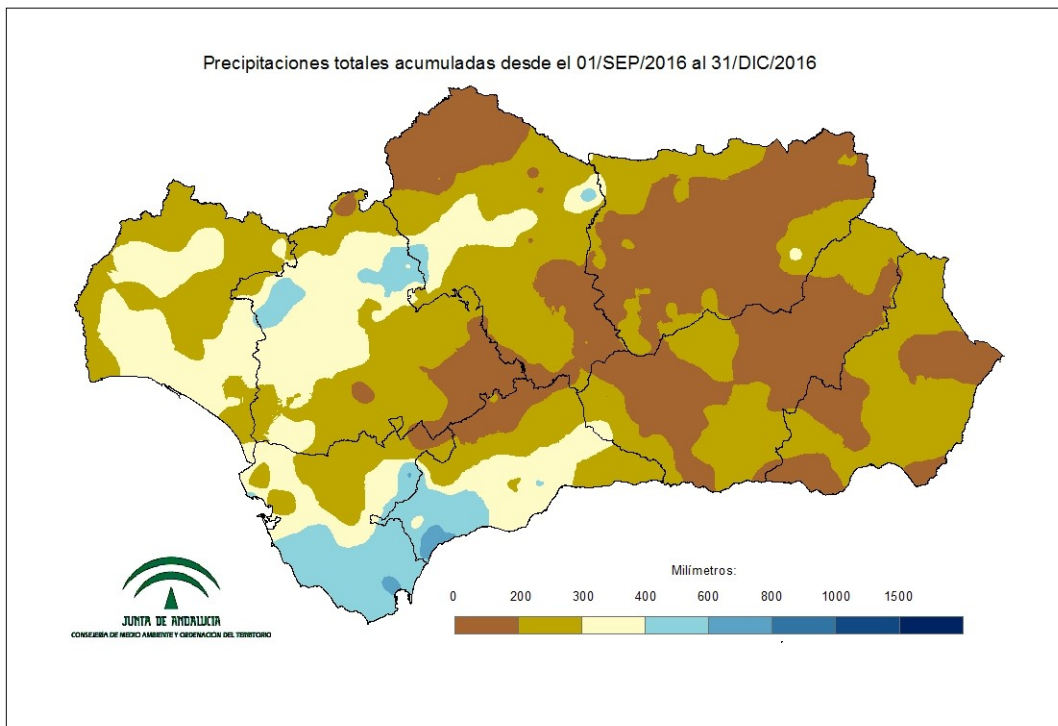 Precipitaciones totales acumuladas desde el 01/SEP/2016 al 31/DIC/2016
Milímetros:
0 200 300 400 600 800 1000 1500
JUNTA DE ANDALUCIA
CONSEJERÍA DE MEDIO AMBIENTE Y ORDENACIÓN DEL TERRITORIO